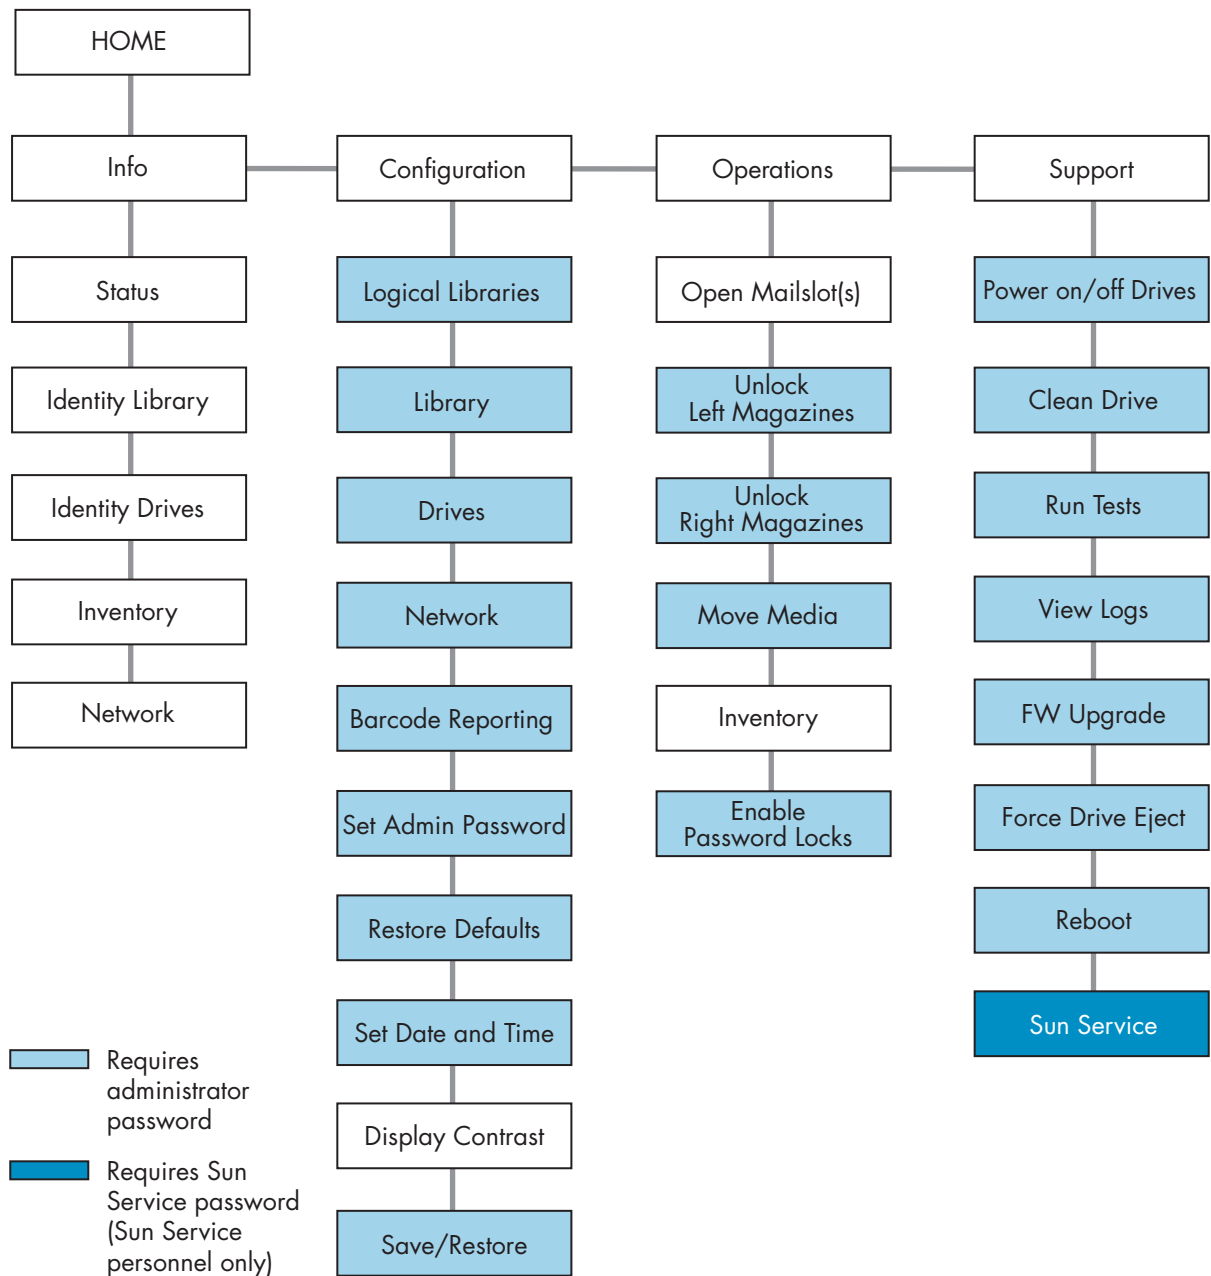 HOME
Info
Configuration
Operations
Support
Status
Identity Library
Identity Drives
Inventory
Network
Logical Libraries
Library
Drives
Network
Barcode Reporting
Set Admin Password
Restore Defaults
Set Date and Time
Display Contrast
Save/Restore
Open Mailslot(s)
Unlock
Left Magazines
Unlock
Right Magazines
Move Media
Inventory
Enable
Password Locks
Power on/off Drives
Clean Drive
Run Tests
View Logs
FW Upgrade
Force Drive Eject
Reboot
Sun Service
Requires
administrator
password
Requires Sun
Service password
(Sun Service
personnel only)